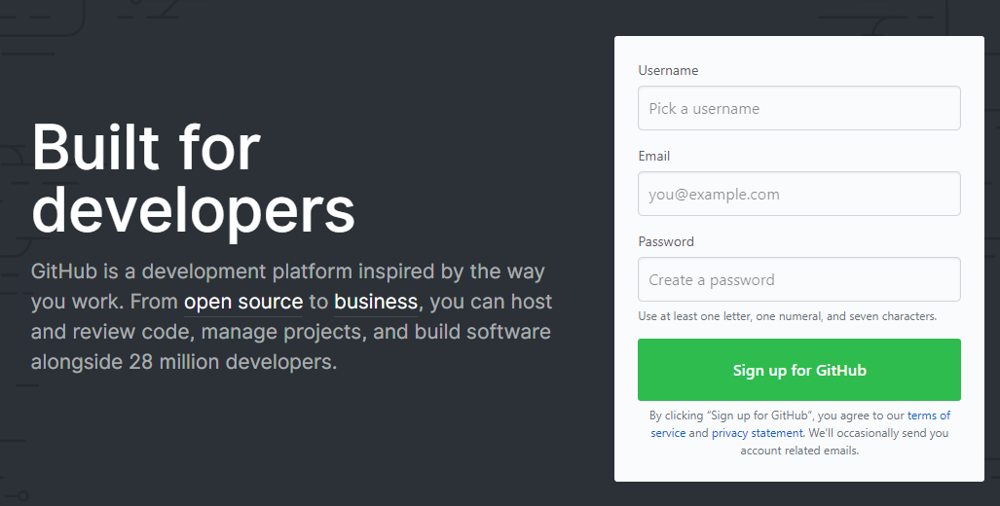 Built for
developers
GitHub is a development platform inspired by the way
you work. From open source to business, you can host
and review code, manage projects, and build software
alongside 28 million developers.
Username
Pick a username
Email
you@example.com
Password
Create a password
Use at least one letter, one numeral, and seven characters.
Sign up for GitHub
By clicking “Sign up for GitHub”, you agree to our terms of
service and privacy statement. We’ll occasionally send you
account related emails.